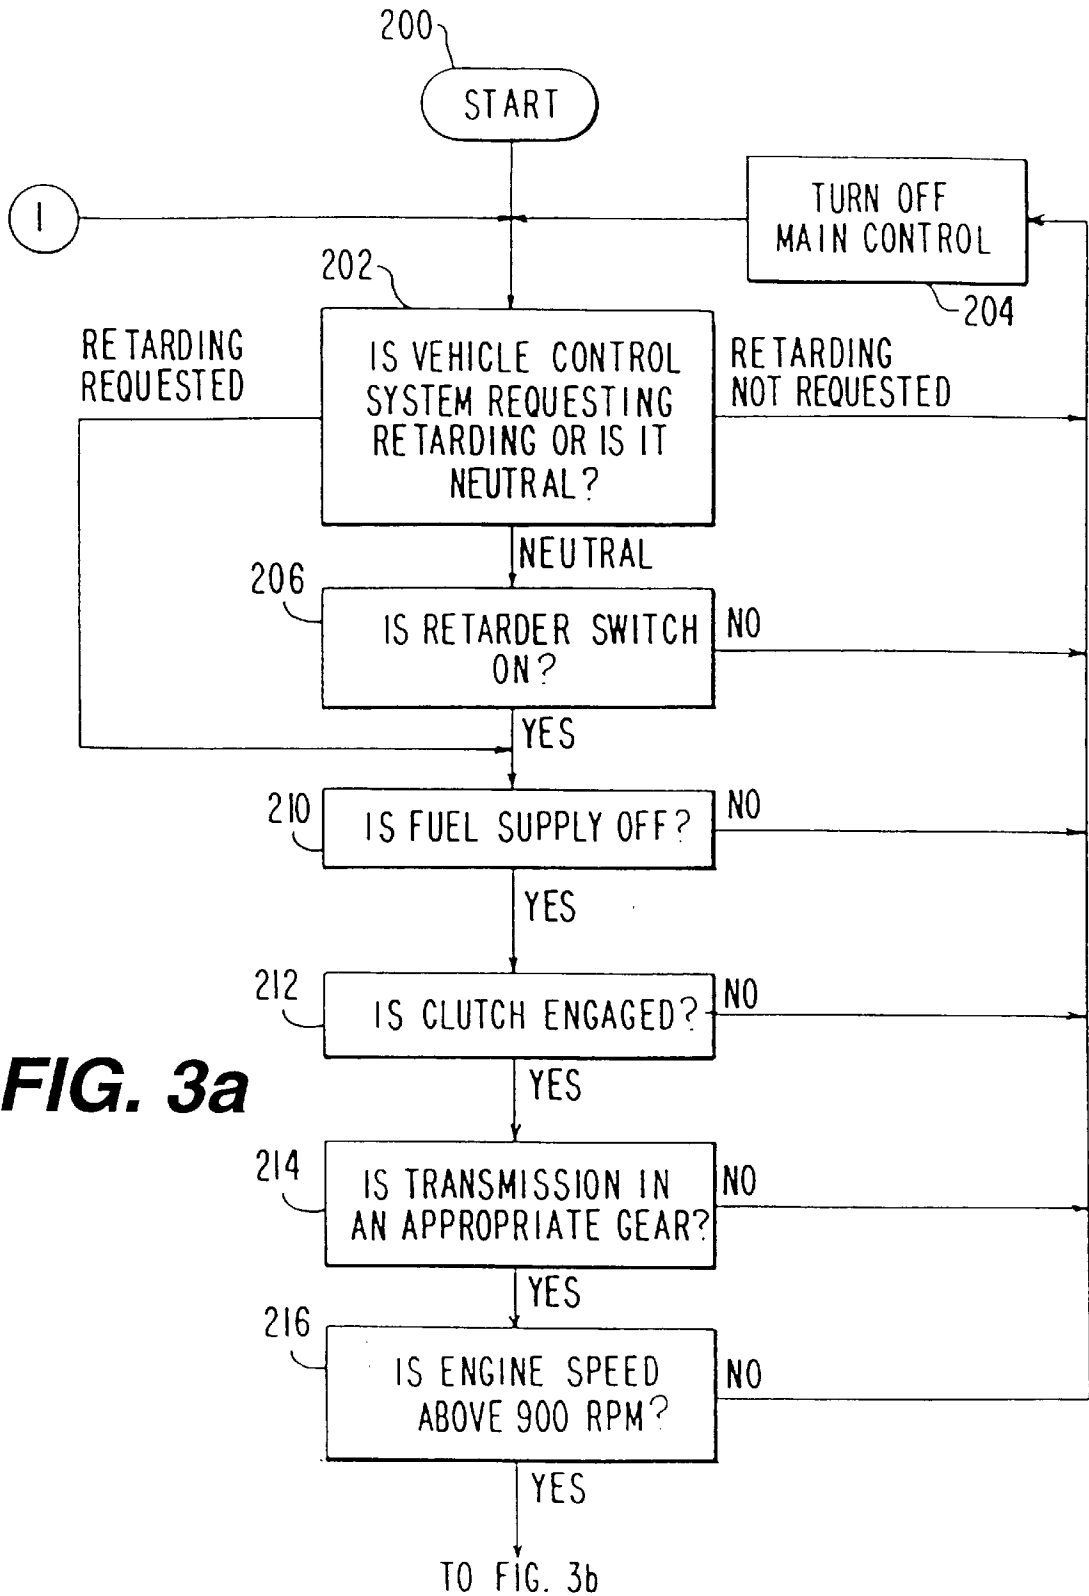 200
START
1
TURN OFF
MAIN CONTROL
204
202
RETARDING
REQUESTED
IS VEHICLE CONTROL
SYSTEM REQUESTING
RETARDING OR IS IT
NEUTRAL?
RETARDING
NOT REQUESTED
NEUTRAL
206
IS RETARDER SWITCH
ON?
NO
YES
210
IS FUEL SUPPLY OFF?
NO
YES
212
IS CLUTCH ENGAGED?
NO
YES
FIG. 3a
214
IS TRANSMISSION IN
AN APPROPRIATE GEAR?
NO
YES
216
IS ENGINE SPEED
ABOVE 900 RPM?
NO
YES
TO FIG. 3b